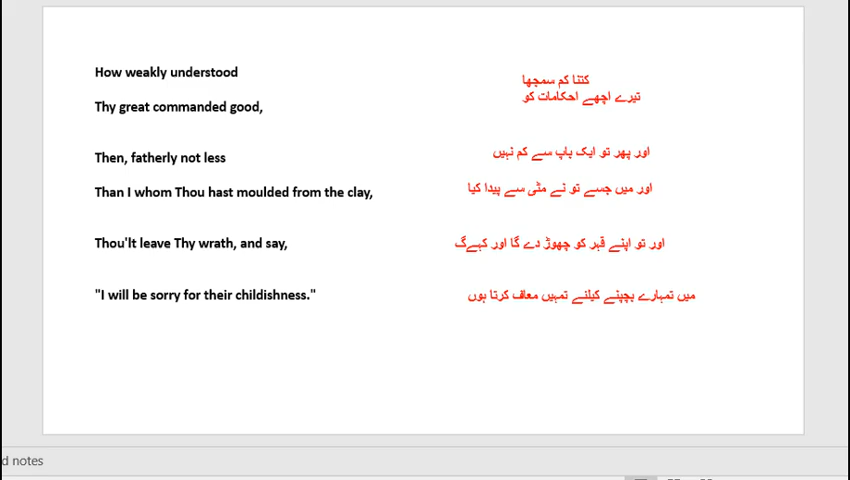 How weakly understood
کتنا کم سمجھا
Thy great commanded good,
تیرے اچھے احکامات کو
Then, fatherly not less
اور پھر تو ایک باپ سے کم نہیں
Than I whom Thou hast moulded from the clay,
اور میں جسے تو نے مٹی سے پیدا کیا
Thou'lt leave Thy wrath, and say,
اور تو اپنے قہر کو چھوڑ دے گا اور کہےگ
"I will be sorry for their childishness."
میں تمہارے بچپنے کیلئے تمہیں معاف کرتا ہوں
d notes